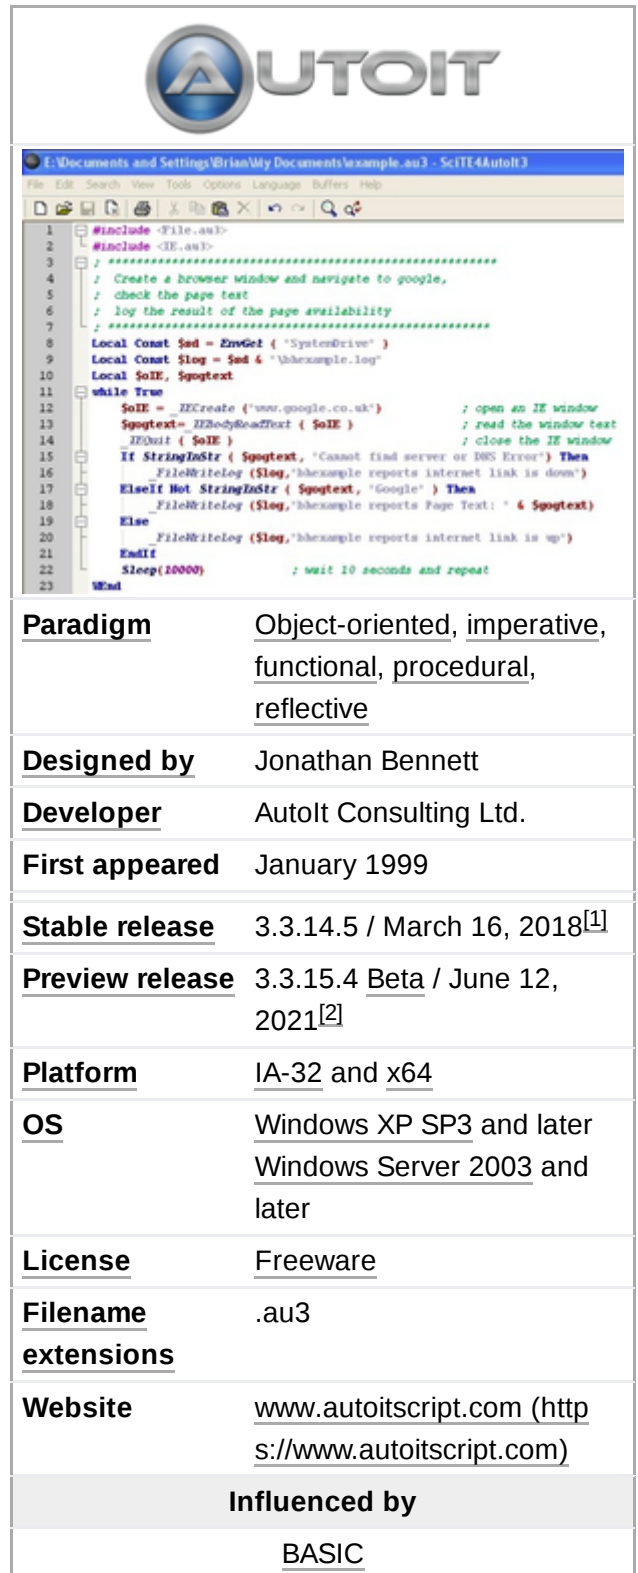 AUTOIT
E:\Documents and Settings\Brian\My Documents\example.au3 - SciTE4AutoIt3
File Edit Search View Tools Options Language Buffers Help
1 #include <File.au3>
2 #include <IE.au3>
3 ; *****************************************************
4 ; Create a browser window and navigate to google,
5 ; check the page text
6 ; log the result of the page availability
7 ; ****************************************************
8 Local Const $sd = EnvGet ( "SystemDrive" )
9 Local Const $log = $sd & "\bhexample.log"
10 Local $oIE, $gogtext
11 while True
12 $oIE = _IECreate ("www.google.co.uk") ; open an IE window
13 $gogtext=_IEBodyReadText ( $oIE ) ; read the window text
14 _IEQuit ( $oIE ) ; close the IE window
15 If StringInStr ( $gogtext, "Cannot find server or DNS Error") Then
16 _FileWriteLog ($log,"bhexample reports internet link is down")
17 ElseIf Not StringInStr ( $gogtext, "Google" ) Then
18 _FileWriteLog ($log,"bhexample reports Page Text: " & $gogtext)
19 Else
20 _FileWriteLog ($log,"bhexample reports internet link is up")
21 EndIf
22 Sleep(10000) ; wait 10 seconds and repeat
23 WEnd
Paradigm Object-oriented, imperative,
functional, procedural,
reflective
Designed by Jonathan Bennett
Developer AutoIt Consulting Ltd.
First appeared January 1999
Stable release 3.3.14.5 / March 16, 2018[1]
Preview release 3.3.15.4 Beta / June 12,
2021[2]
Platform IA-32 and x64
OS Windows XP SP3 and later
Windows Server 2003 and
later
License Freeware
Filename .au3
extensions
Website www.autoitscript.com (http
s://www.autoitscript.com)
Influenced by
BASIC